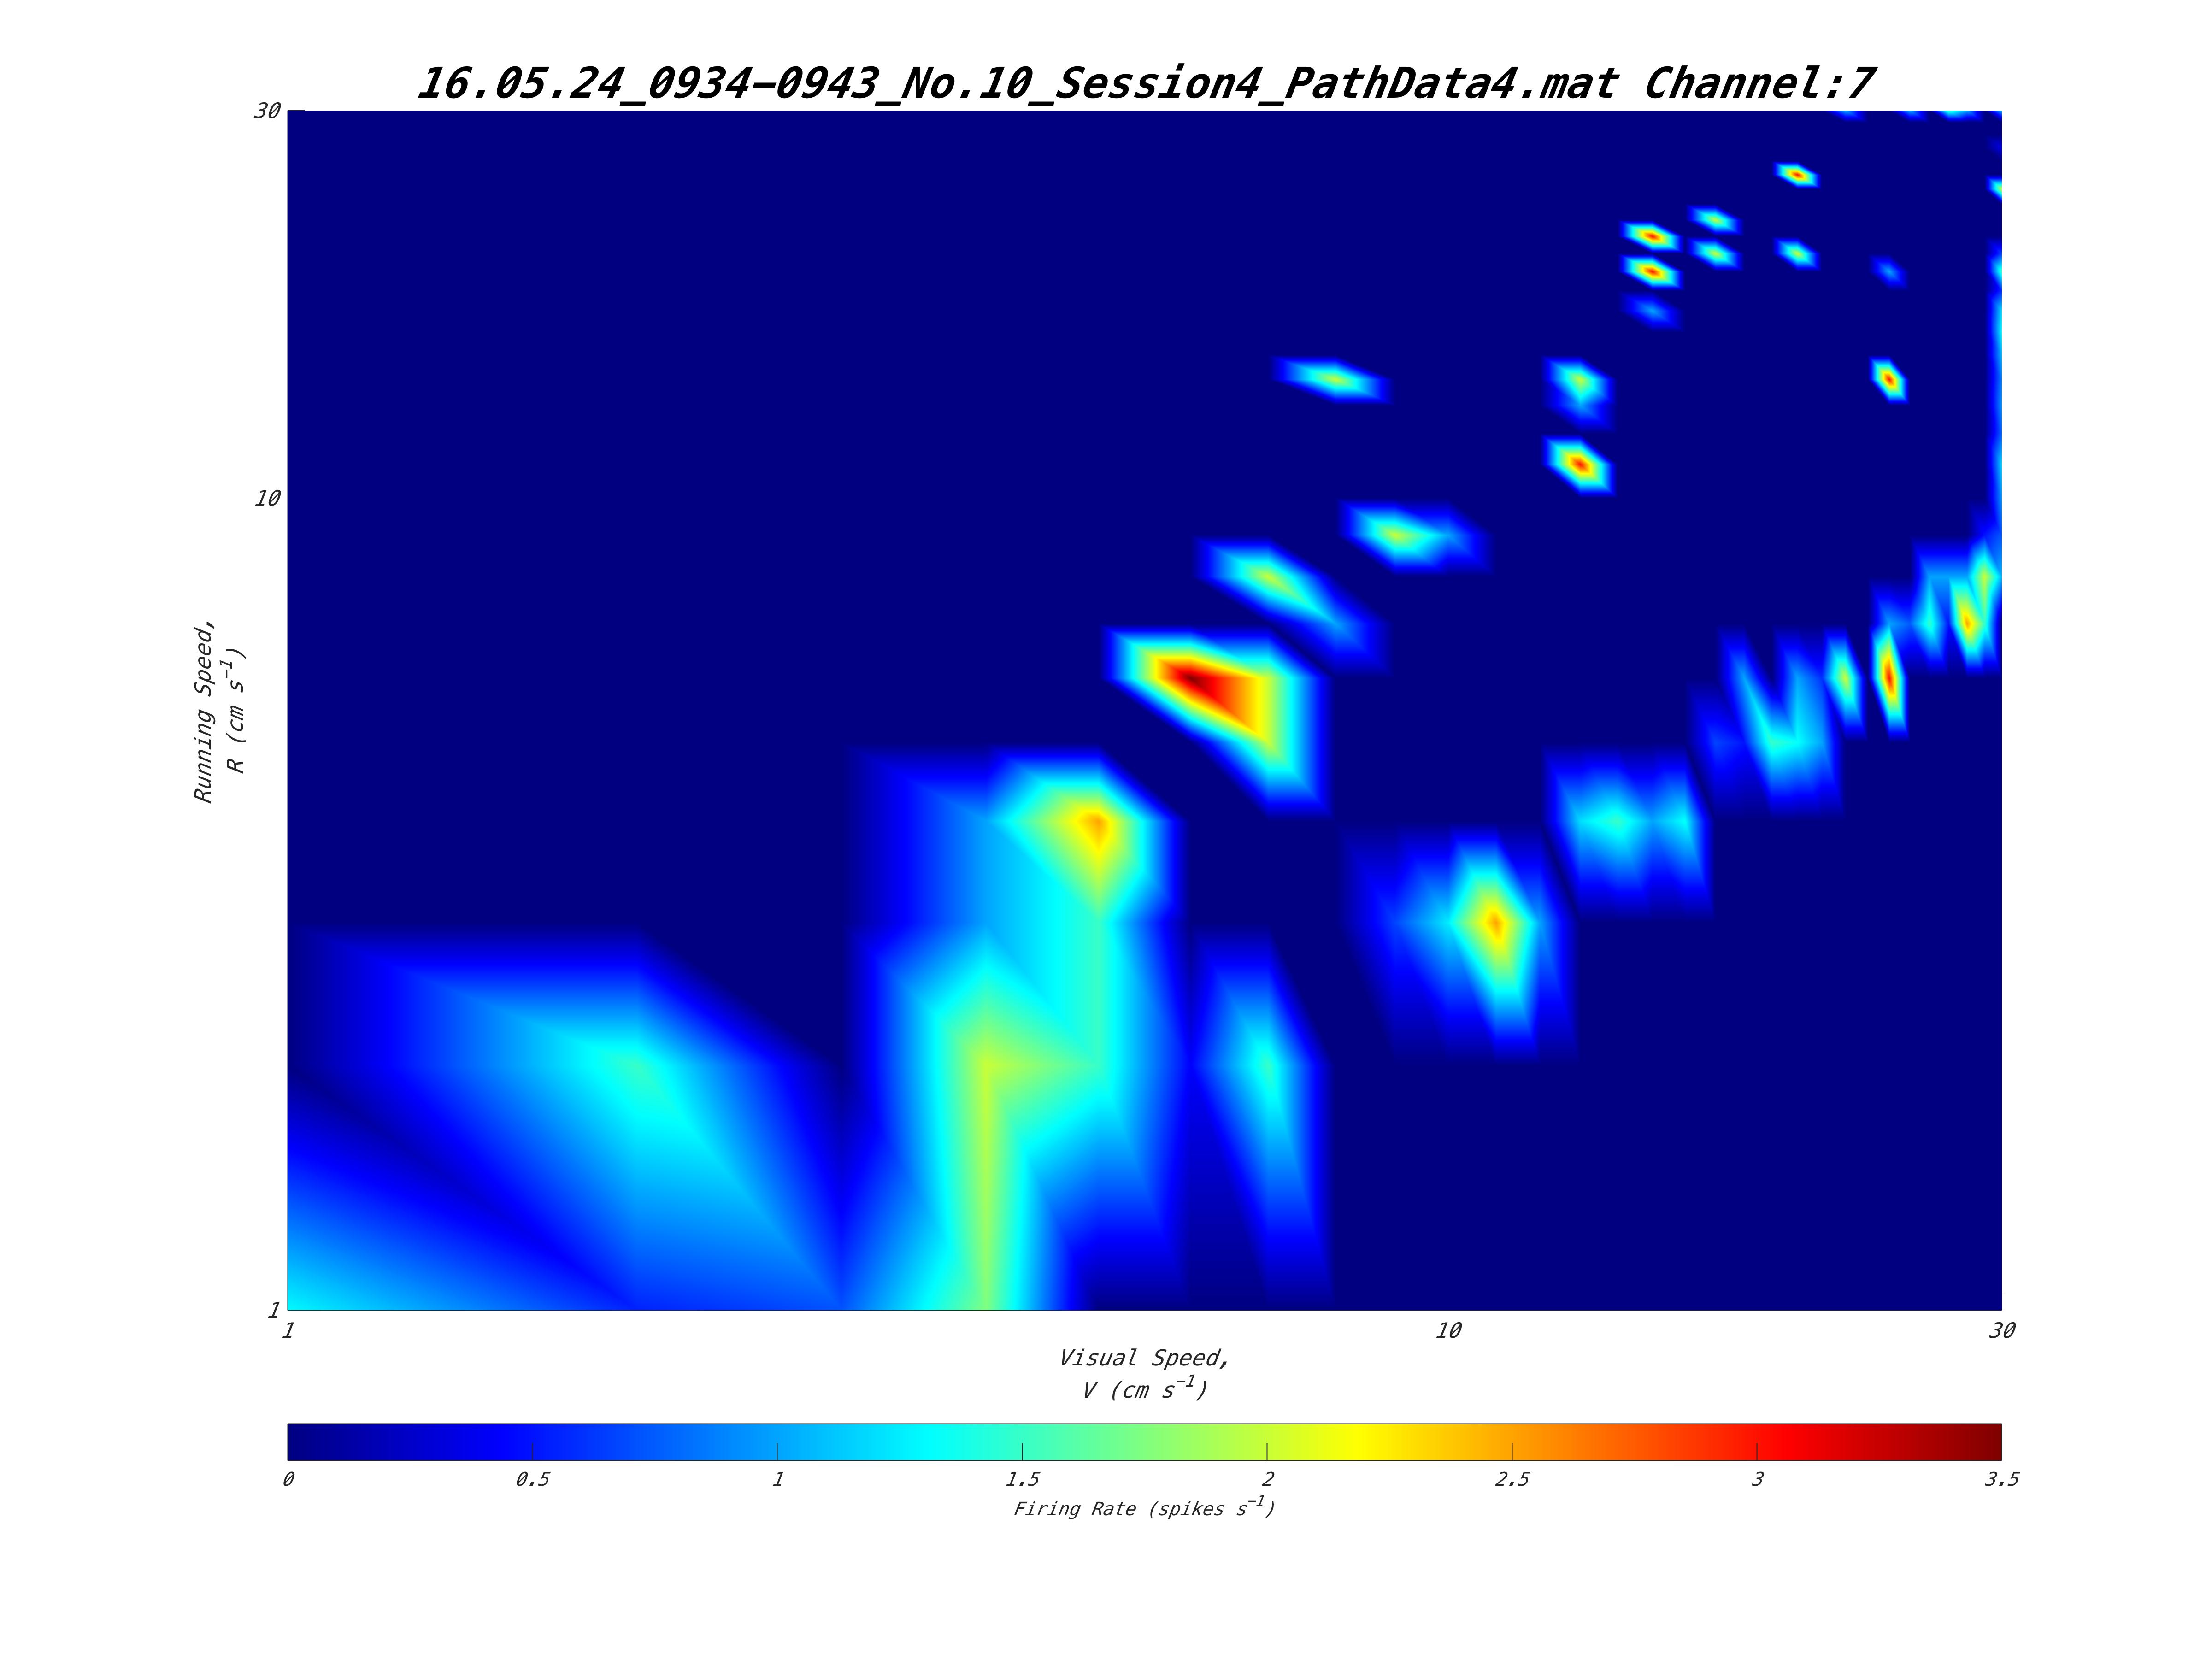 16.05.24_0934–0943_No.10_Session4_PathData4.mat Channel:7
30
10
1
Running Speed,
R (cm s⁻¹)
1 10 30
Visual Speed,
V (cm s⁻¹)
0 0.5 1 1.5 2 2.5 3 3.5
Firing Rate (spikes s⁻¹)